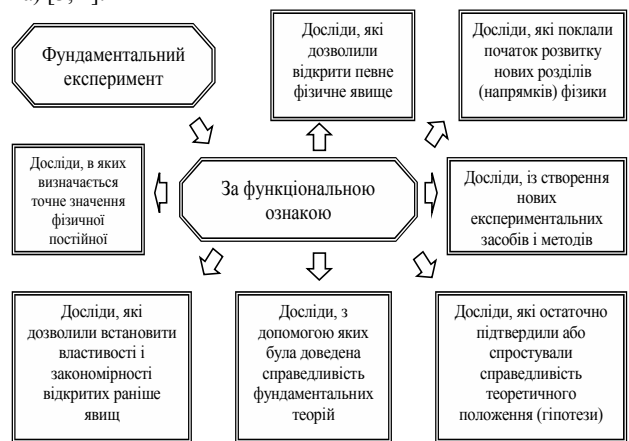 Фундаментальний
експеримент
Досліди, які
дозволили
відкрити певне
фізичне явище
Досліди, які поклали
початок розвитку
нових розділів
(напрямків) фізики
Досліди, в яких
визначається
точне значення
фізичної
постійної
За функціональною
ознакою
Досліди, із створення
нових
експериментальних
засобів і методів
Досліди, які
дозволили встановити
властивості і
закономірності
відкритих раніше
явищ
Досліди, з
допомогою яких
була доведена
справедливість
фундаментальних
теорій
Досліди, які остаточно
підтвердили або
спростували
справедливість
теоретичного
положення (гіпотези)